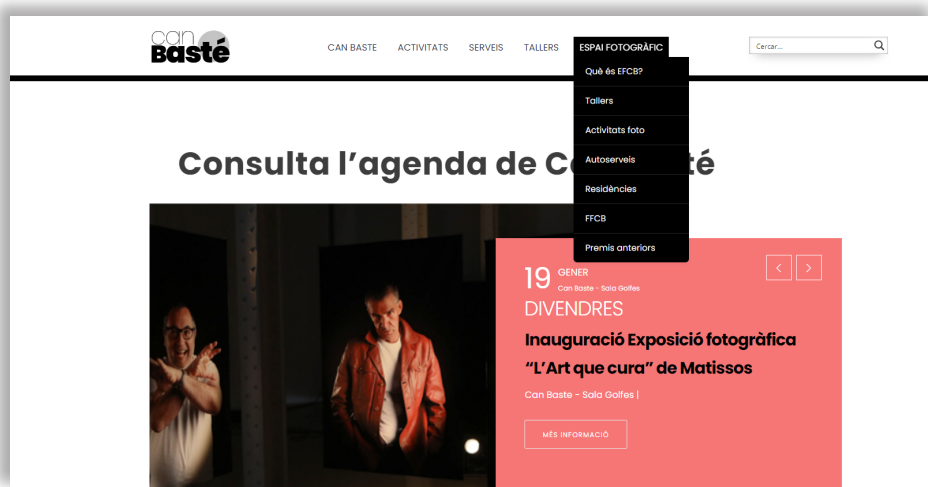 can
Basté
CAN BASTE ACTIVITATS SERVEIS TALLERS ESPAI FOTOGRÀFIC
Cercar...
Què és EFCB?
Tallers
Activitats foto
Autoserveis
Residències
FFCB
Premis anteriors
Consulta l'agenda de C té
19 GENER
Can Baste - Sala Golfes
DIVENDRES
Inauguració Exposició fotogràfica
“L’Art que cura” de Matissos
Can Baste - Sala Golfes |
MÉS INFORMACIÓ